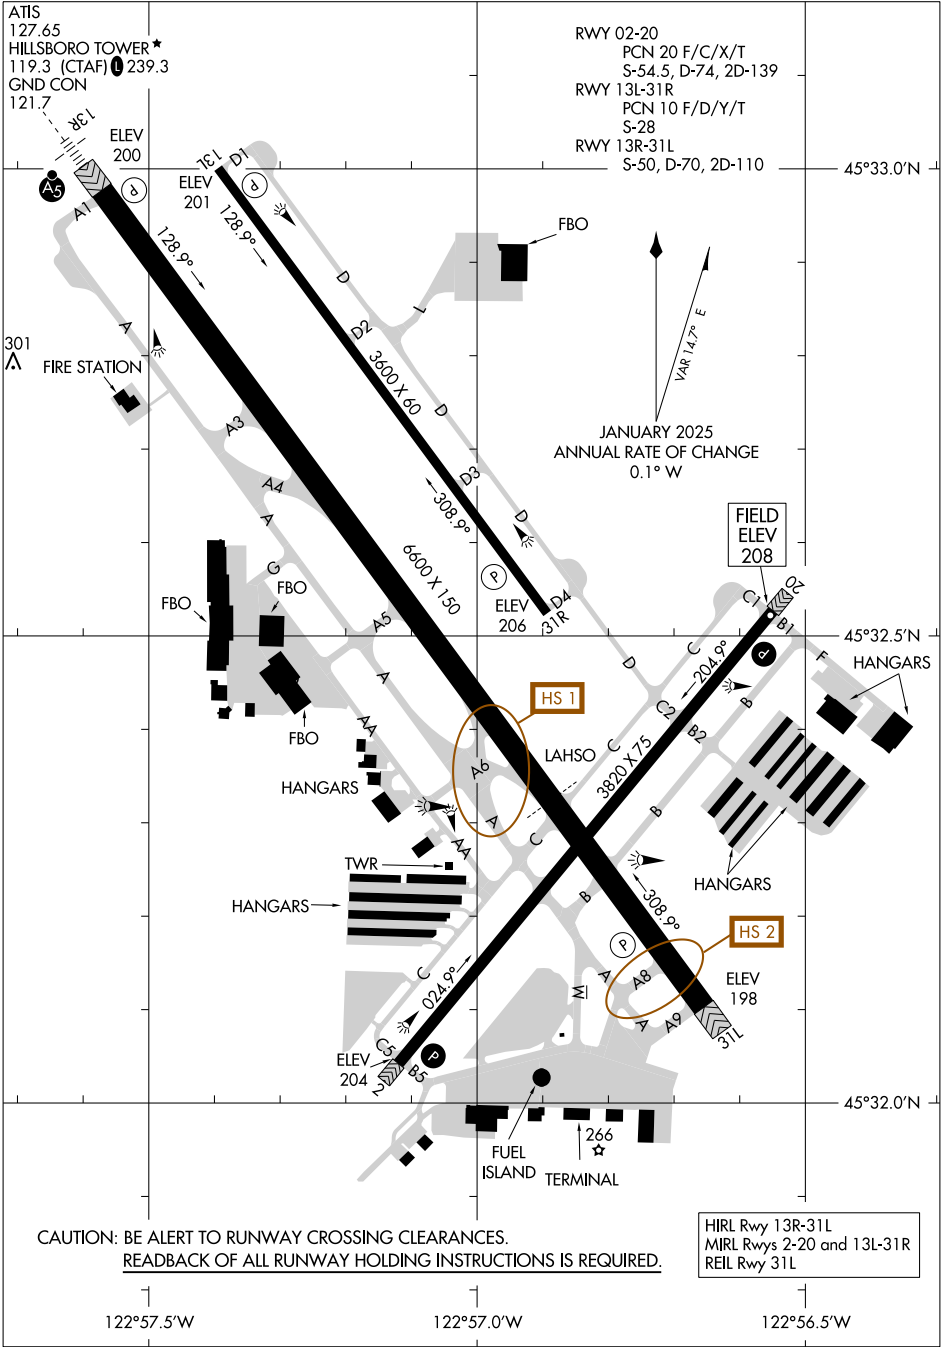 ATIS
127.65
HILLSBORO TOWER
119.3 (CTAF) L 239.3
GND CON
121.7
RWY 02-20
PCN 20 F/C/X/T
S-54.5, D-74, 2D-139
RWY 13L-31R
PCN 10 F/D/Y/T
S-28
RWY 13R-31L
S-50, D-70, 2D-110
13R
ELEV
200
13L
D1
45°33.0'N
A5
P
ELEV
201
P
A1
128.9°
128.9°
FBO
D
L
VAR 14.7° E
A
D2
301
FIRE STATION
3600 X 60
D
A3
JANUARY 2025
ANNUAL RATE OF CHANGE
0.1° W
A4
D3
308.9°
A
D
FIELD
ELEV
208
6600 X 150
G
P
FBO
FBO
ELEV
206
D4
31R
C1
20
B1
A5
45°32.5'N
C
F
P
HANGARS
A
D
204.9°
HS 1
B
AA
C2
B2
FBO
C
LAHSO
A6
3820 X 75
HANGARS
B
A
C
AA
TWR
HANGARS
HANGARS
B
308.9°
HS 2
P
C
024.9°
A
A8
ELEV
198
M
A
A9
31L
C5
P
ELEV
204
B5
2
45°32.0'N
266
FUEL
ISLAND
TERMINAL
CAUTION: BE ALERT TO RUNWAY CROSSING CLEARANCES.
READBACK OF ALL RUNWAY HOLDING INSTRUCTIONS IS REQUIRED.
HIRL Rwy 13R-31L
MIRL Rwys 2-20 and 13L-31R
REIL Rwy 31L
122°57.5'W
122°57.0'W
122°56.5'W